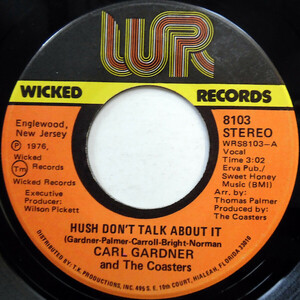 WR
WICKED RECORDS
Englewood,
New Jersey
P 1976,
Wicked
Records
Tm Wicked
Records
Executive
Producer:
Wilson Pickett
8103
STEREO
WRS8103-A
Vocal
Time 3:02
Erva Pub./
Sweet Honey
Music (BMI)
Arr. by:
Thomas Palmer
Produced by:
The Coasters
HUSH DON'T TALK ABOUT IT
(Gardner-Palmer-Carroll-Bright-Norman
CARL GARDNER
and The Coasters
DISTRIBUTED BY: T.K. PRODUCTIONS, INC. 495 S.E. 10th COURT, HIALEAH, FLORIDA 33010